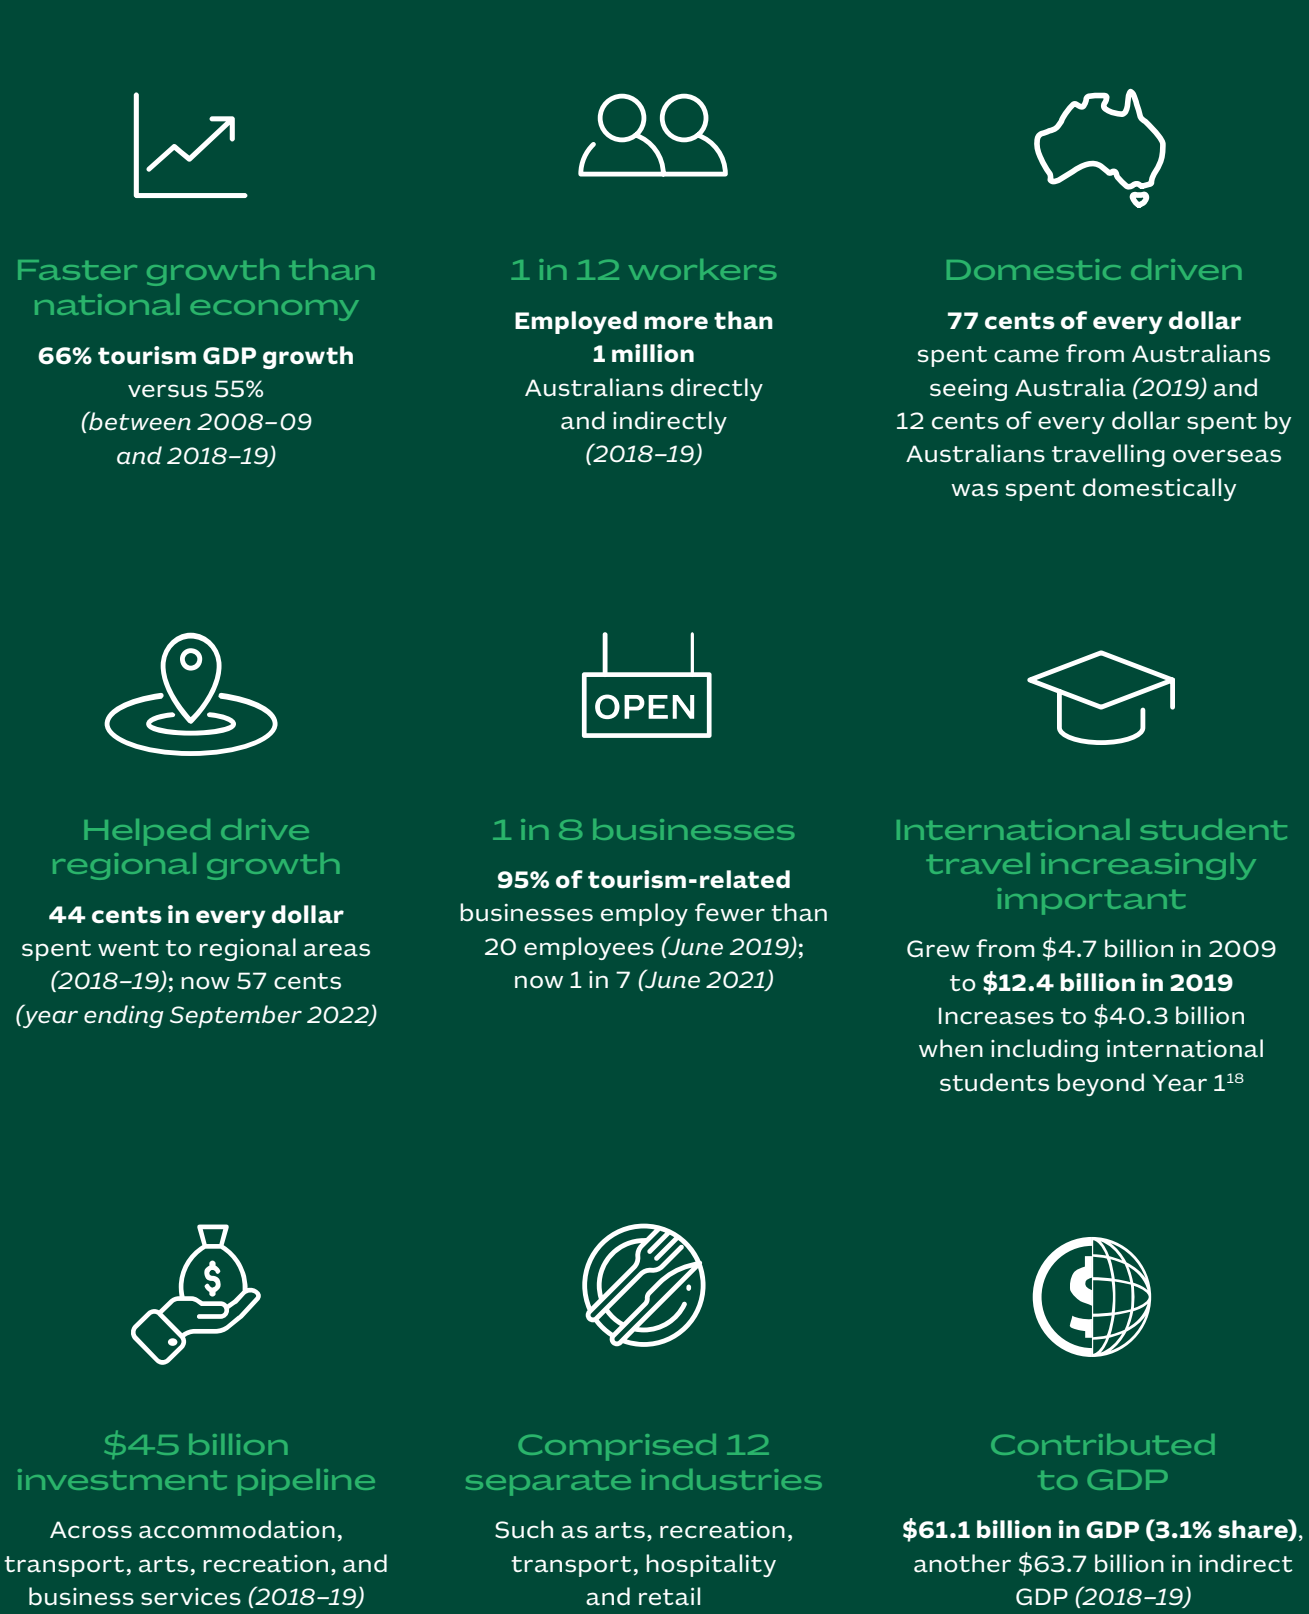 Faster growth than
national economy
66% tourism GDP growth
versus 55%
(between 2008–09
and 2018–19)
1 in 12 workers
Employed more than
1 million
Australians directly
and indirectly
(2018–19)
Domestic driven
77 cents of every dollar
spent came from Australians
seeing Australia (2019) and
12 cents of every dollar spent by
Australians travelling overseas
was spent domestically
Helped drive
regional growth
44 cents in every dollar
spent went to regional areas
(2018–19); now 57 cents
(year ending September 2022)
OPEN
1 in 8 businesses
95% of tourism-related
businesses employ fewer than
20 employees (June 2019);
now 1 in 7 (June 2021)
International student
travel increasingly
important
Grew from $4.7 billion in 2009
to $12.4 billion in 2019
Increases to $40.3 billion
when including international
students beyond Year 1¹⁸
$
$45 billion
investment pipeline
Across accommodation,
transport, arts, recreation, and
business services (2018–19)
Comprised 12
separate industries
Such as arts, recreation,
transport, hospitality
and retail
$
Contributed
to GDP
$61.1 billion in GDP (3.1% share),
another $63.7 billion in indirect
GDP (2018–19)